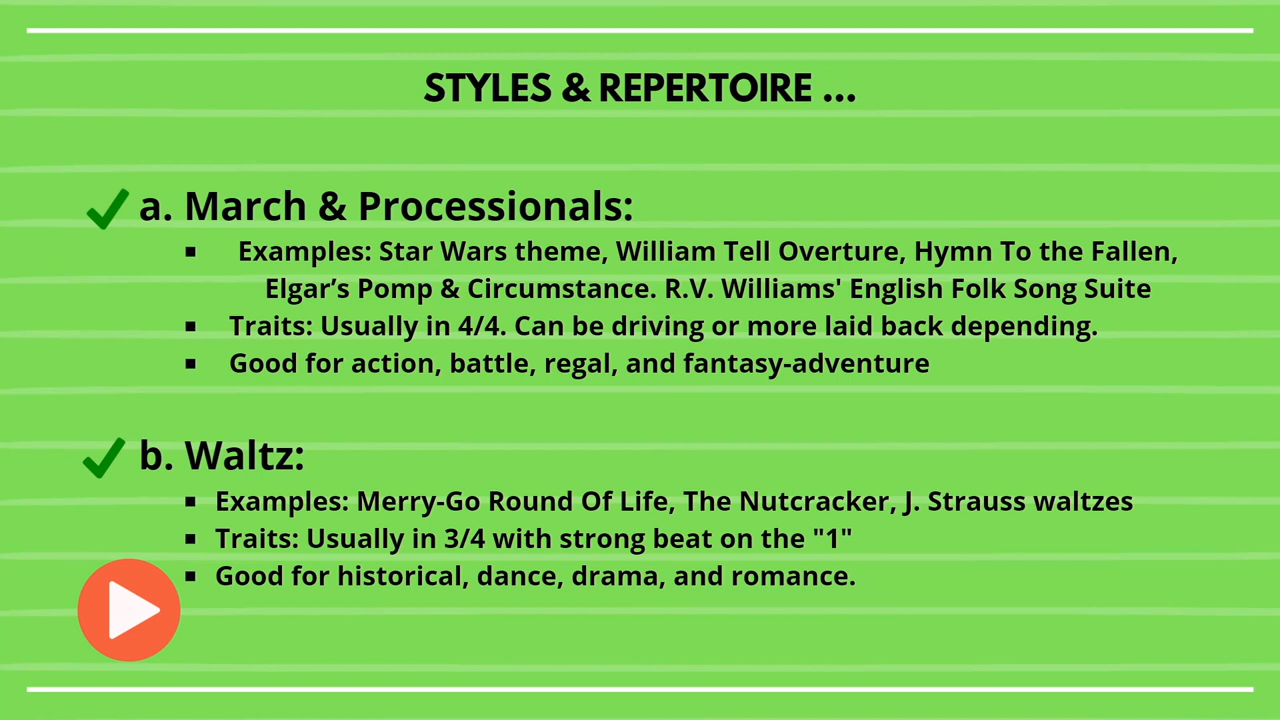 STYLES & REPERTOIRE ...
a. March & Processionals:
▪ Examples: Star Wars theme, William Tell Overture, Hymn To the Fallen,
Elgar’s Pomp & Circumstance. R.V. Williams' English Folk Song Suite
▪ Traits: Usually in 4/4. Can be driving or more laid back depending.
▪ Good for action, battle, regal, and fantasy-adventure
b. Waltz:
▪ Examples: Merry-Go Round Of Life, The Nutcracker, J. Strauss waltzes
▪ Traits: Usually in 3/4 with strong beat on the "1"
▪ Good for historical, dance, drama, and romance.